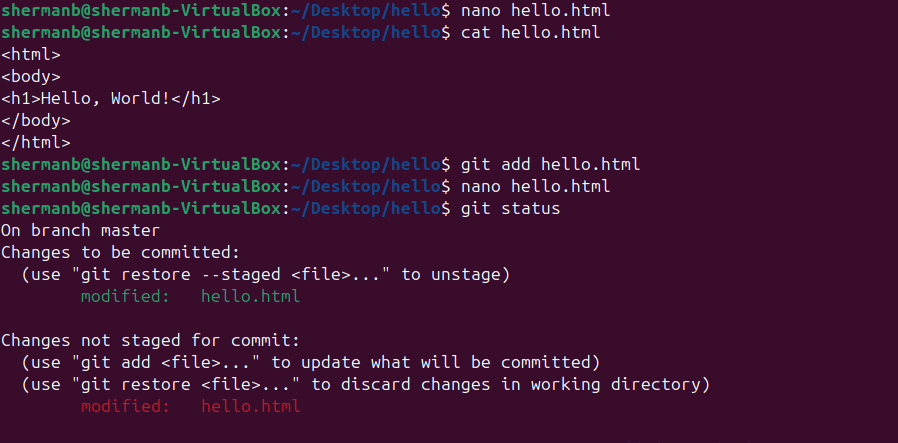 shermanb@shermanb-VirtualBox:~/Desktop/hello$ nano hello.html
shermanb@shermanb-VirtualBox:~/Desktop/hello$ cat hello.html
<html>
<body>
<h1>Hello, World!</h1>
</body>
</html>
shermanb@shermanb-VirtualBox:~/Desktop/hello$ git add hello.html
shermanb@shermanb-VirtualBox:~/Desktop/hello$ nano hello.html
shermanb@shermanb-VirtualBox:~/Desktop/hello$ git status
On branch master
Changes to be committed:
  (use "git restore --staged <file>..." to unstage)
        modified:   hello.html

Changes not staged for commit:
  (use "git add <file>..." to update what will be committed)
  (use "git restore <file>..." to discard changes in working directory)
        modified:   hello.html